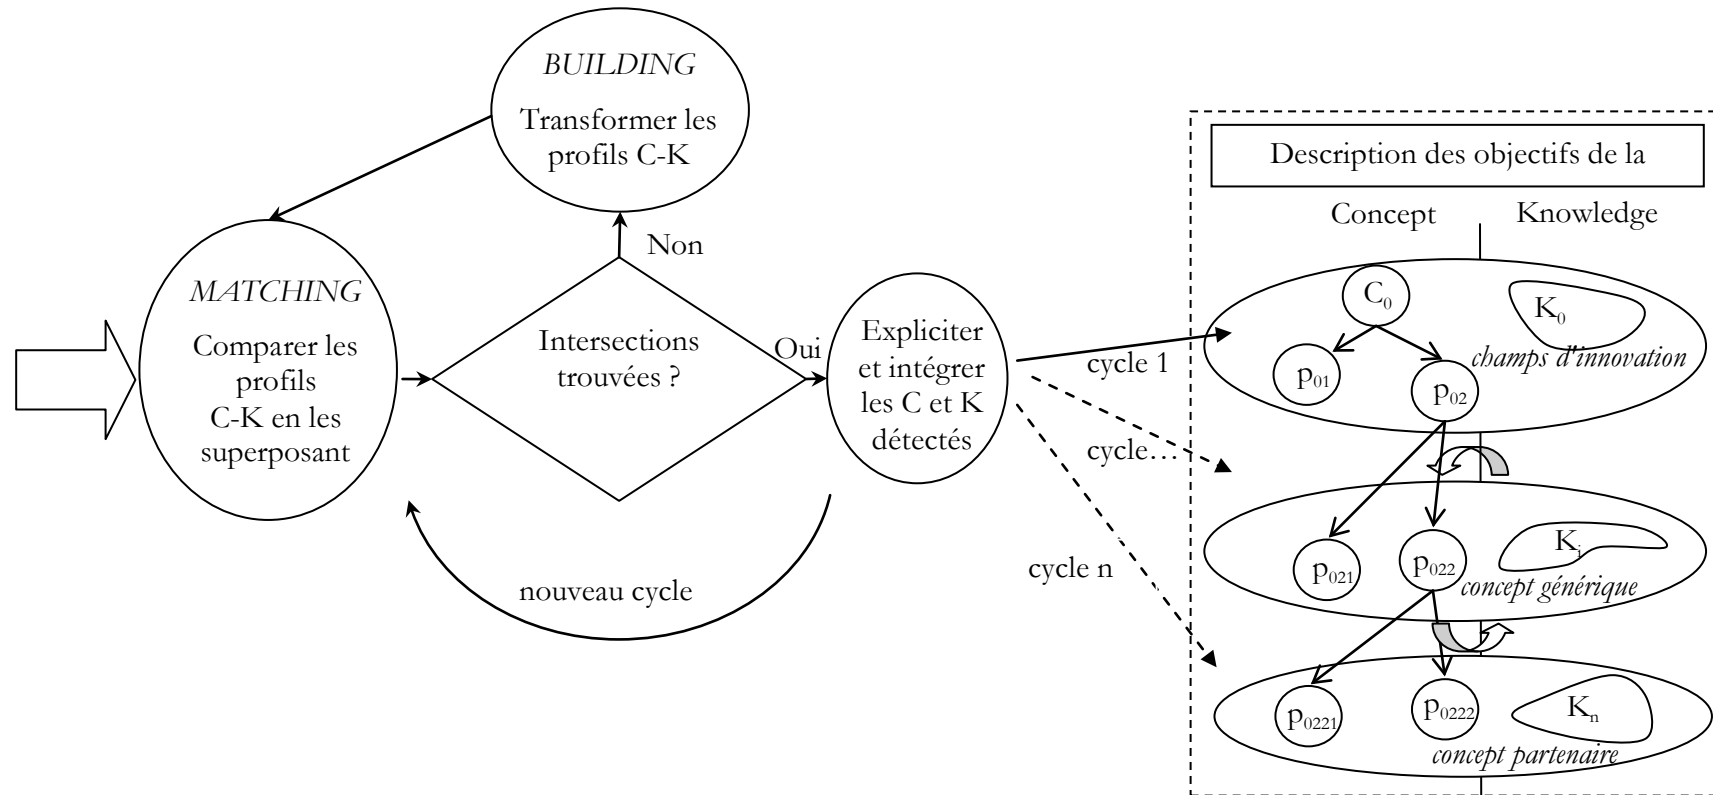 BUILDING
Transformer les
profils C-K
Non
MATCHING
Comparer les
profils
C-K en les
superposant
Intersections
trouvées ?
Oui
Expliciter
et intégrer
les C et K
détectés
nouveau cycle
cycle 1
cycle…
cycle n
Description des objectifs de la
Concept
Knowledge
C0
K0
champs d'innovation
p01
p02
Ki
p021
p022
concept générique
p0221
p0222
Kn
concept partenaire